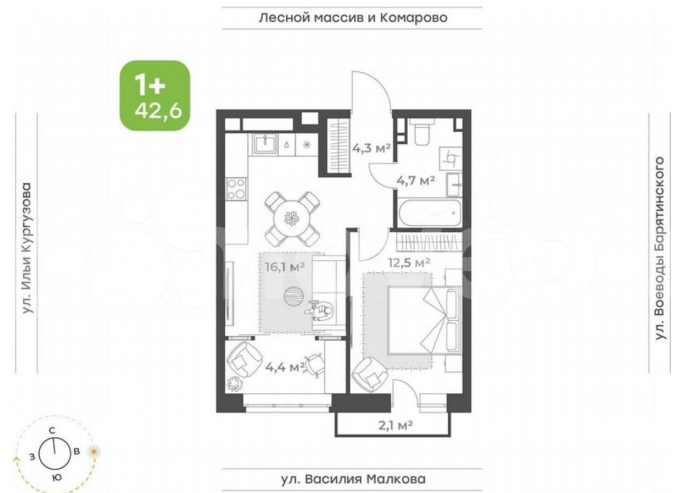 Лесной массив и Комарово
1+
42,6
4,3 м²
4,7 м²
ул. Ильи Кургузова
ул. Воеводы Барятинского
16,1 м²
12,5 м²
4,4 м²
2,1 м²
С
З
В
Ю
ул. Василия Малкова